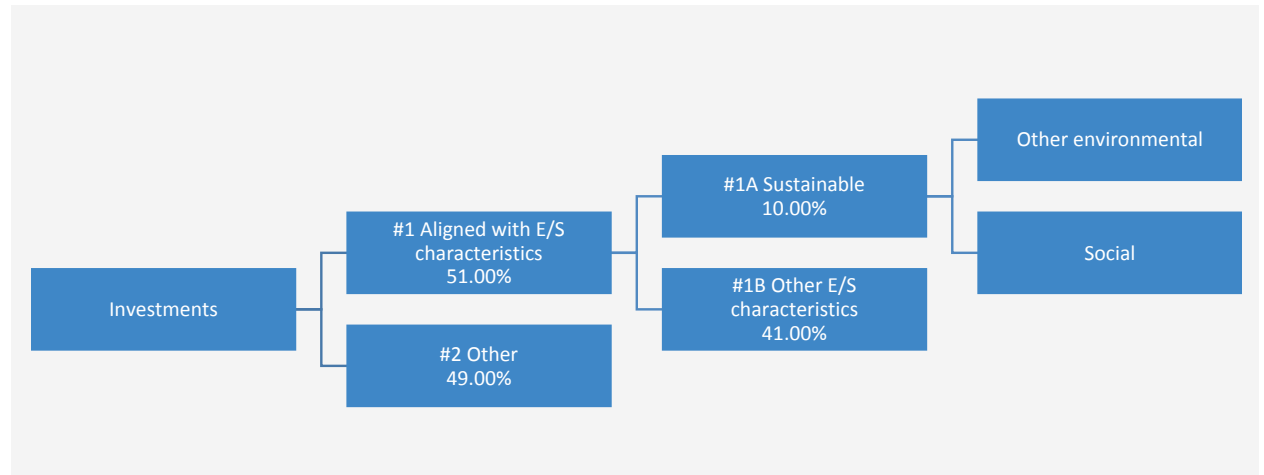 Investments
#1 Aligned with E/S
characteristics
51.00%
#2 Other
49.00%
#1A Sustainable
10.00%
#1B Other E/S
characteristics
41.00%
Other environmental
Social